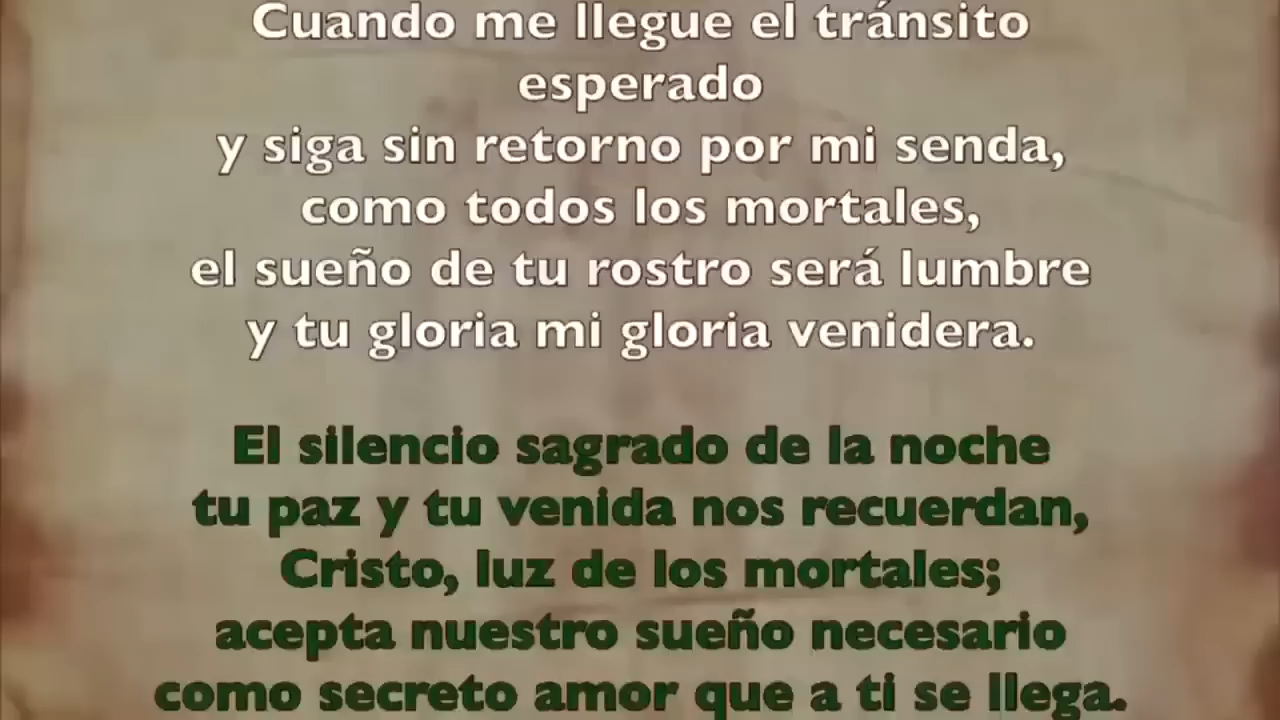 Cuando me llegue el tránsito
esperado
y siga sin retorno por mi senda,
como todos los mortales,
el sueño de tu rostro será lumbre
y tu gloria mi gloria venidera.
El silencio sagrado de la noche
tu paz y tu venida nos recuerdan,
Cristo, luz de los mortales;
acepta nuestro sueño necesario
como secreto amor que a ti se llega.